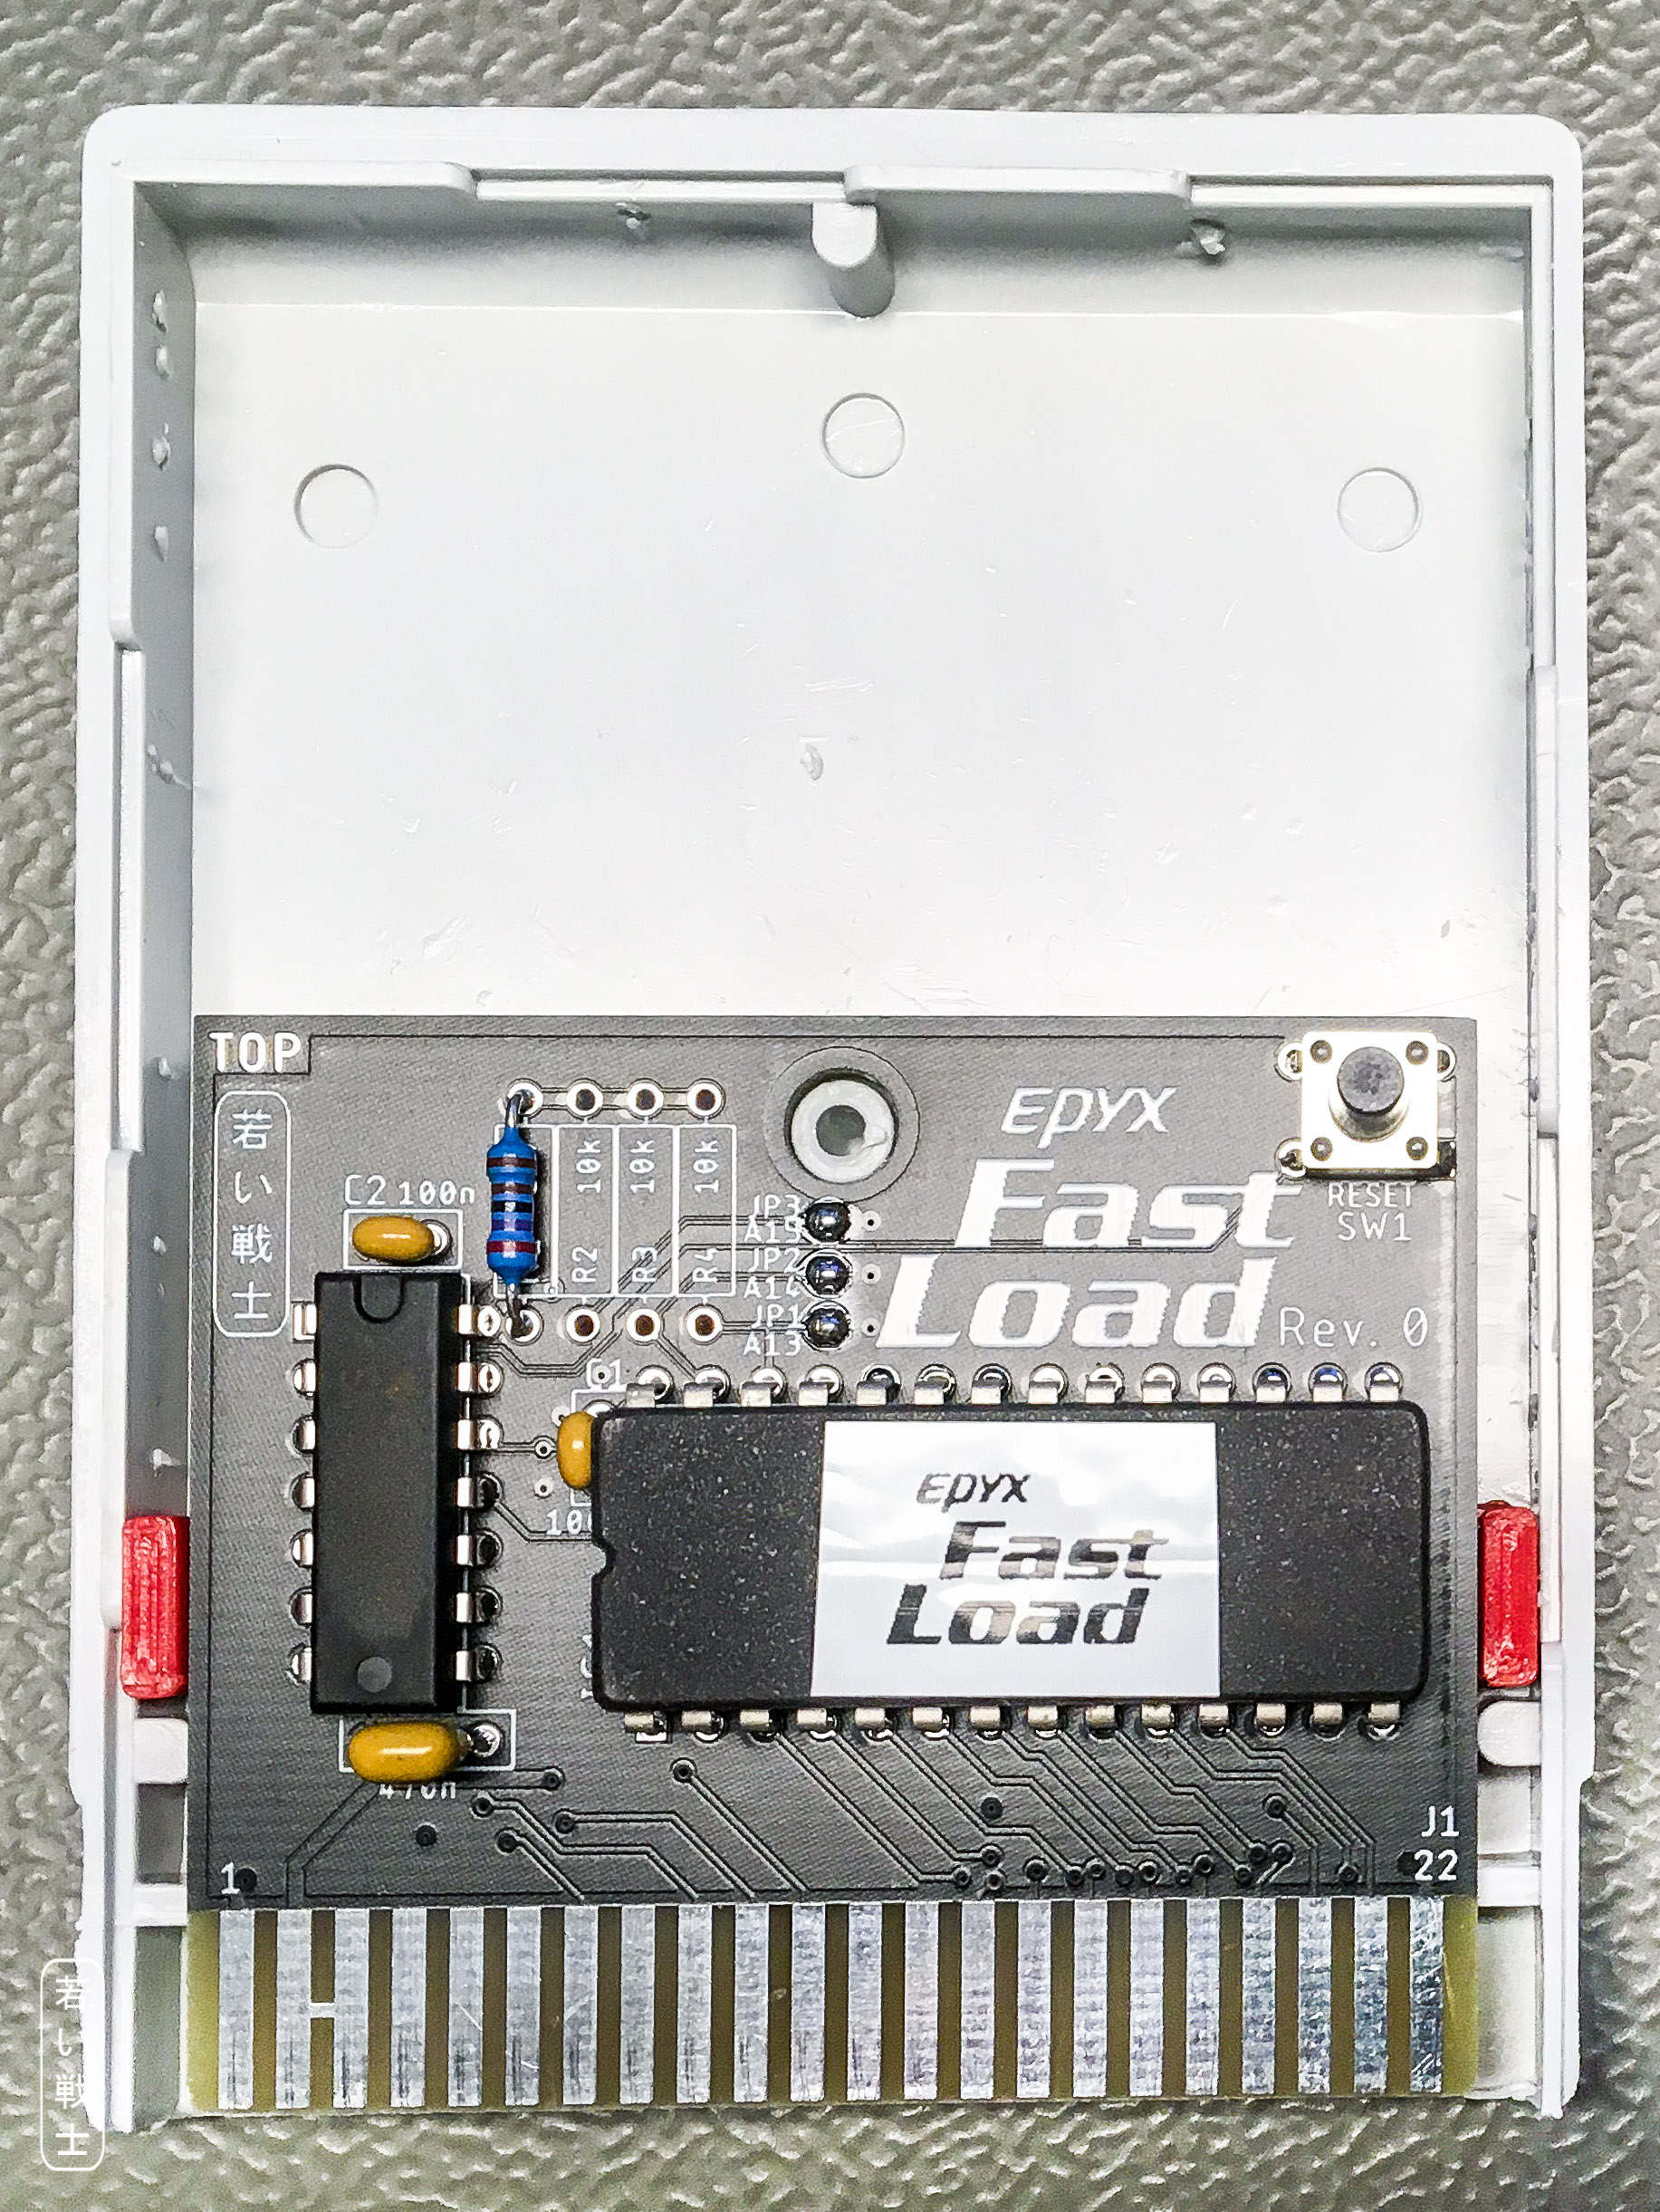 TOP
若い戦士
C2 100n
10k
10k
10k
R2
R3
R4
JP3
A15
JP2
A14
JP1
A13
EPYX
Fast
Load
Rev. 0
RESET
SW1
C1
EPYX
Fast
Load
470n
J1
1
22
若い戦士